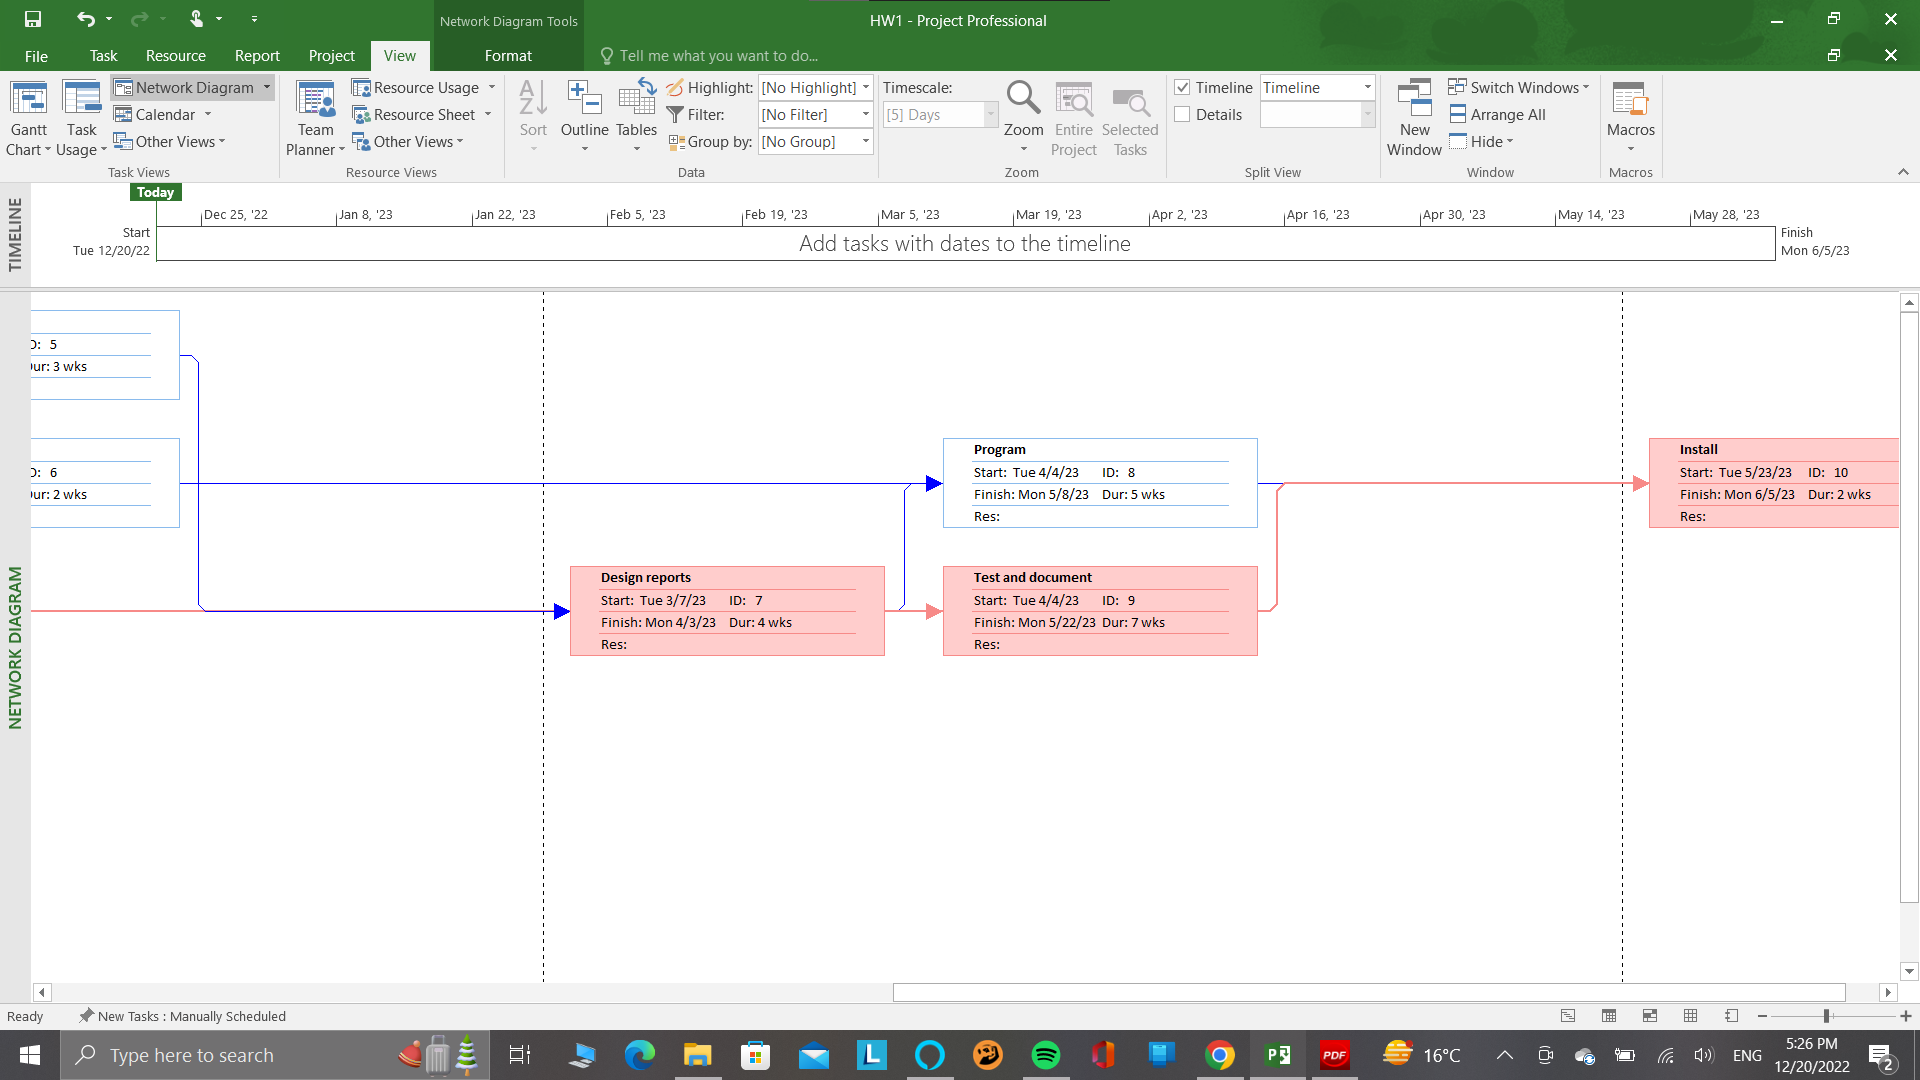 Network Diagram Tools
HW1 - Project Professional
File
Task
Resource
Report
Project
View
Format
Tell me what you want to do...
Gantt Chart
Task Usage
Network Diagram
Calendar
Other Views
Task Views
Team Planner
Resource Usage
Resource Sheet
Other Views
Resource Views
Sort
Outline
Tables
Highlight: [No Highlight]
Filter: [No Filter]
Group by: [No Group]
Data
Timescale:
[5] Days
Zoom
Entire Project
Selected Tasks
Zoom
Timeline Timeline
Details
Split View
New Window
Switch Windows
Arrange All
Hide
Window
Macros
Macros
TIMELINE
Today
Dec 25, '22
Jan 8, '23
Jan 22, '23
Feb 5, '23
Feb 19, '23
Mar 5, '23
Mar 19, '23
Apr 2, '23
Apr 16, '23
Apr 30, '23
May 14, '23
May 28, '23
Start
Tue 12/20/22
Add tasks with dates to the timeline
Finish
Mon 6/5/23
NETWORK DIAGRAM
D: 5
Dur: 3 wks
D: 6
Dur: 2 wks
Program
Start: Tue 4/4/23 ID: 8
Finish: Mon 5/8/23 Dur: 5 wks
Res:
Install
Start: Tue 5/23/23 ID: 10
Finish: Mon 6/5/23 Dur: 2 wks
Res:
Design reports
Start: Tue 3/7/23 ID: 7
Finish: Mon 4/3/23 Dur: 4 wks
Res:
Test and document
Start: Tue 4/4/23 ID: 9
Finish: Mon 5/22/23 Dur: 7 wks
Res:
Ready
New Tasks : Manually Scheduled
Type here to search
L
P
PDF
16°C
ENG
5:26 PM
12/20/2022
2